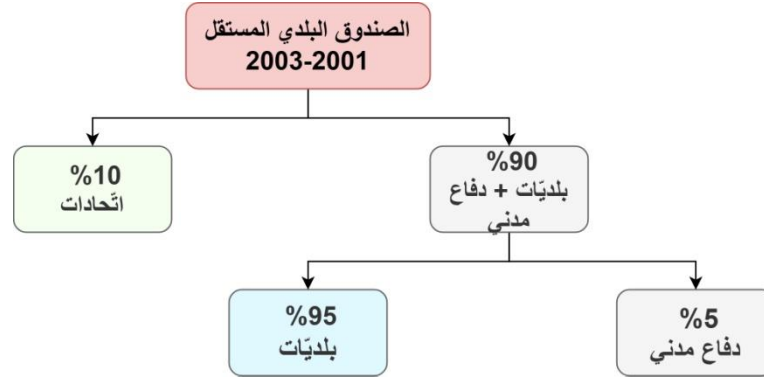 الصندوق البلدي المستقل
2003-2001
%90
بلديّات + دفاع
مدني
%10
اتّحادات
%5
دفاع مدني
%95
بلديّات